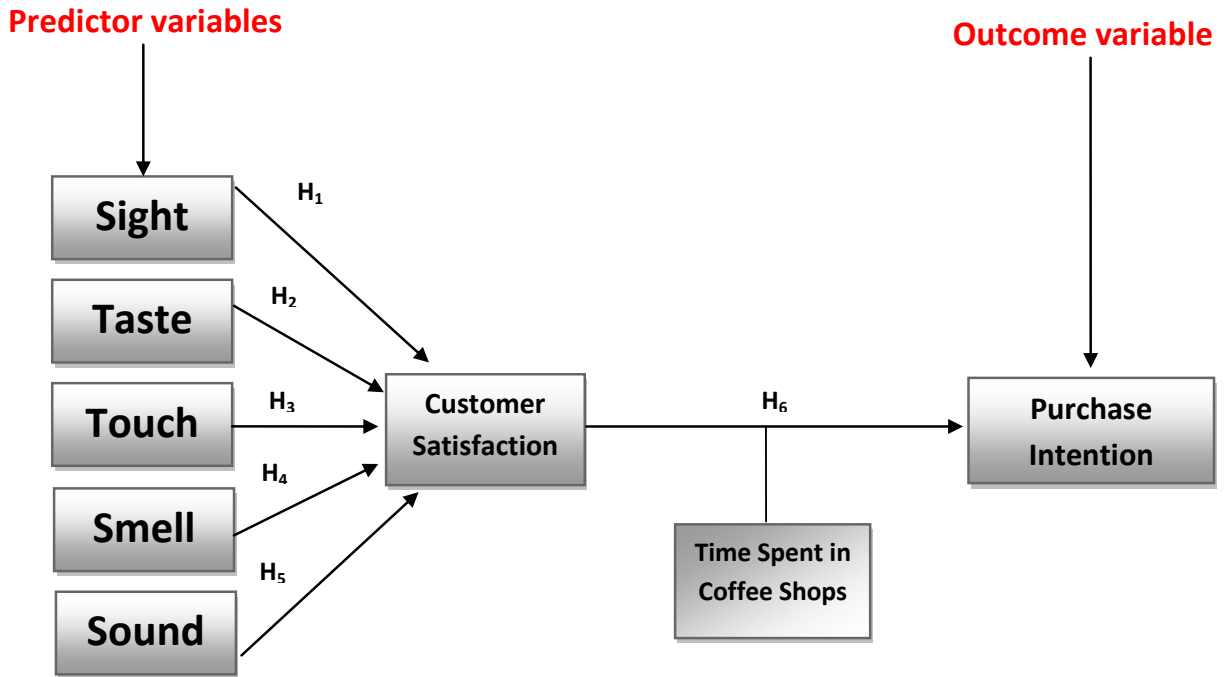 Predictor variables
Outcome variable
Sight
H₁
Taste
H₂
Touch
H₃
Smell
H₄
Sound
H₅
Customer
Satisfaction
H₆
Time Spent in
Coffee Shops
Purchase
Intention